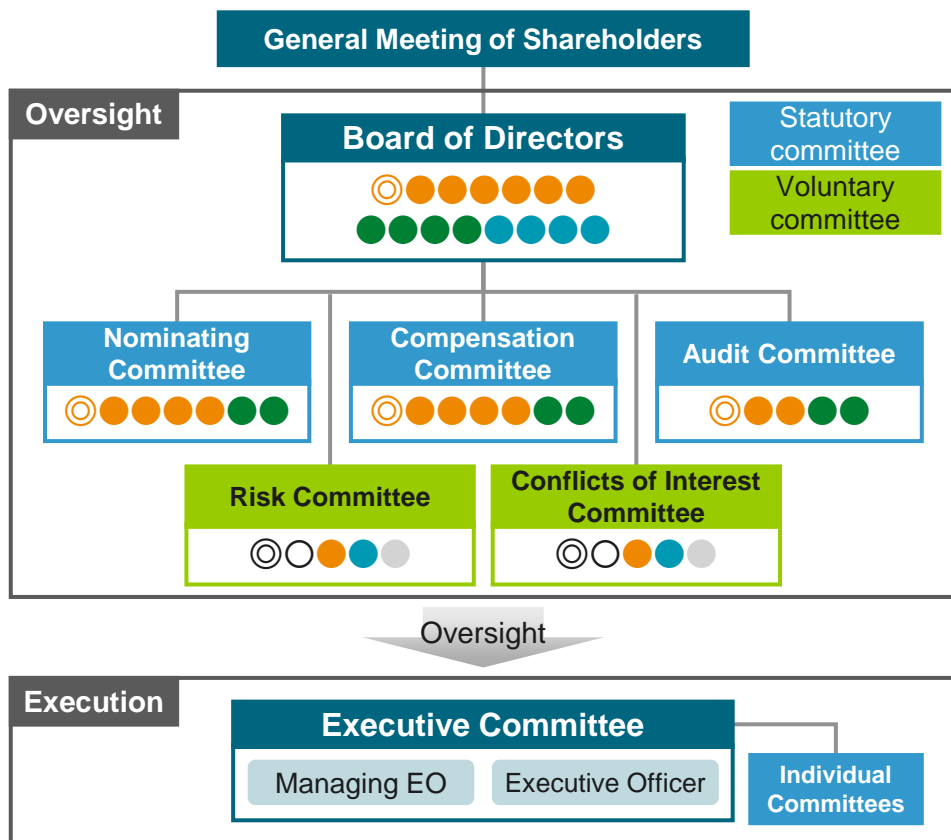 General Meeting of Shareholders
Oversight
Board of Directors
Statutory
committee
Voluntary
committee
Nominating
Committee
Compensation
Committee
Audit Committee
Risk Committee
Conflicts of Interest
Committee
Oversight
Execution
Executive Committee
Managing EO
Executive Officer
Individual
Committees